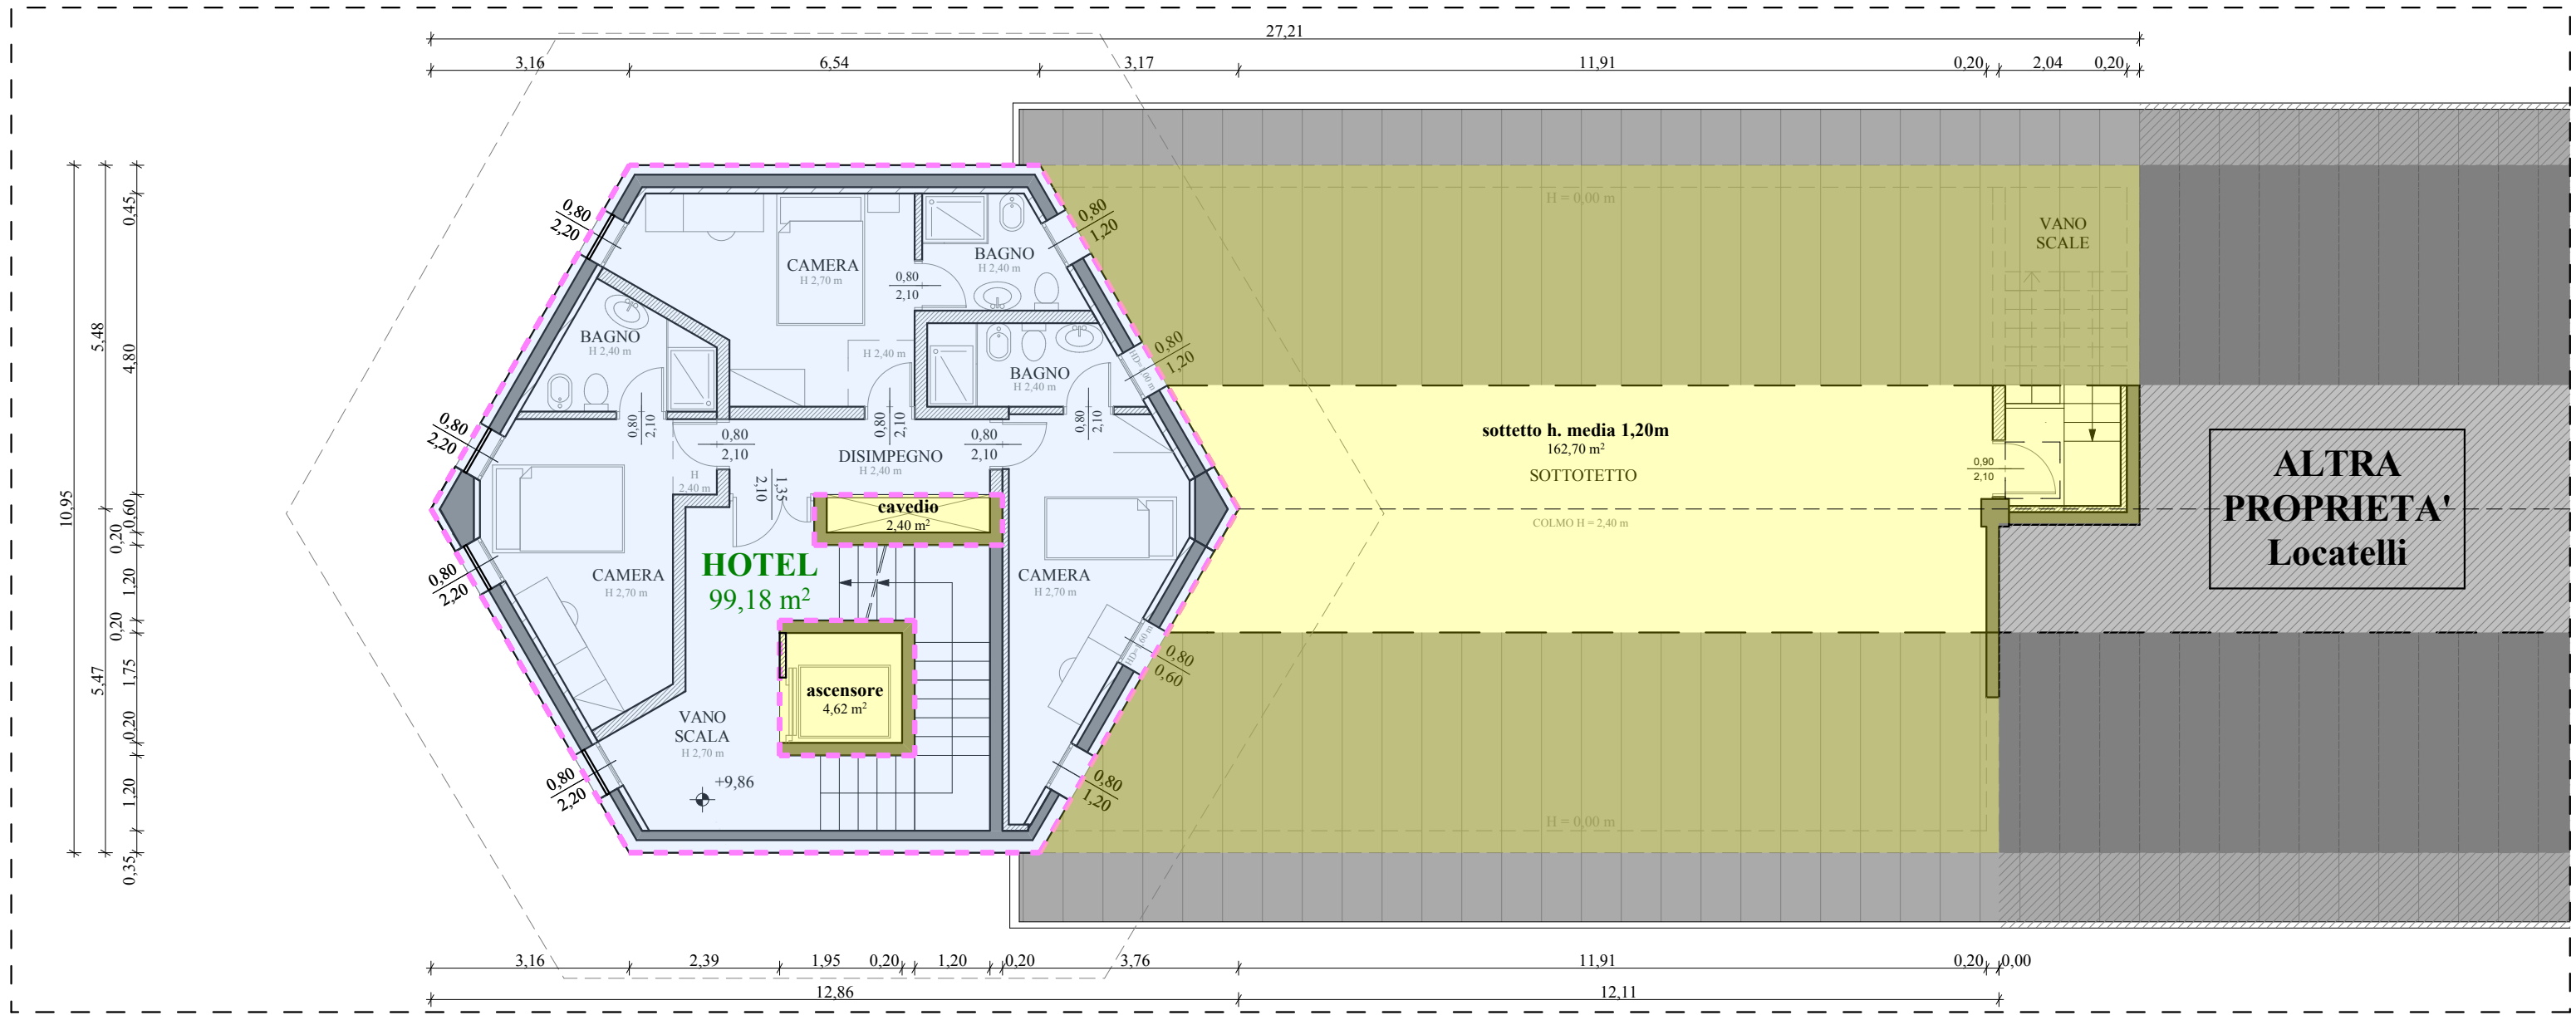 27,21
3,16
6,54
3,17
11,91
0,20
2,04
0,20
0,45
5,48
4,80
10,95
0,60
0,20
1,20
0,20
5,47
1,75
0,20
1,20
0,35
0,80
2,20
0,80
1,20
CAMERA
H 2,70 m
BAGNO
H 2,40 m
0,80
2,10
BAGNO
H 2,40 m
H 2,40 m
BAGNO
H 2,40 m
0,80
1,20
0,80
2,20
0,80
2,10
0,80
2,10
0,80
2,10
0,80
2,10
0,80
2,10
DISIMPEGNO
H 2,40 m
H
2,40 m
1,35
2,10
cavedio
2,40 m²
HOTEL
99,18 m²
CAMERA
H 2,70 m
CAMERA
H 2,70 m
0,80
2,20
0,80
0,60
ascensore
4,62 m²
VANO
SCALA
H 2,70 m
+9,86
0,80
2,20
0,80
1,20
H = 0,00 m
VANO
SCALE
sottetto h. media 1,20m
162,70 m²
SOTTOTETTO
0,90
2,10
COLMO H = 2,40 m
H = 0,00 m
ALTRA
PROPRIETA'
Locatelli
3,16
2,39
1,95
0,20
1,20
0,20
3,76
11,91
0,20
0,00
12,86
12,11